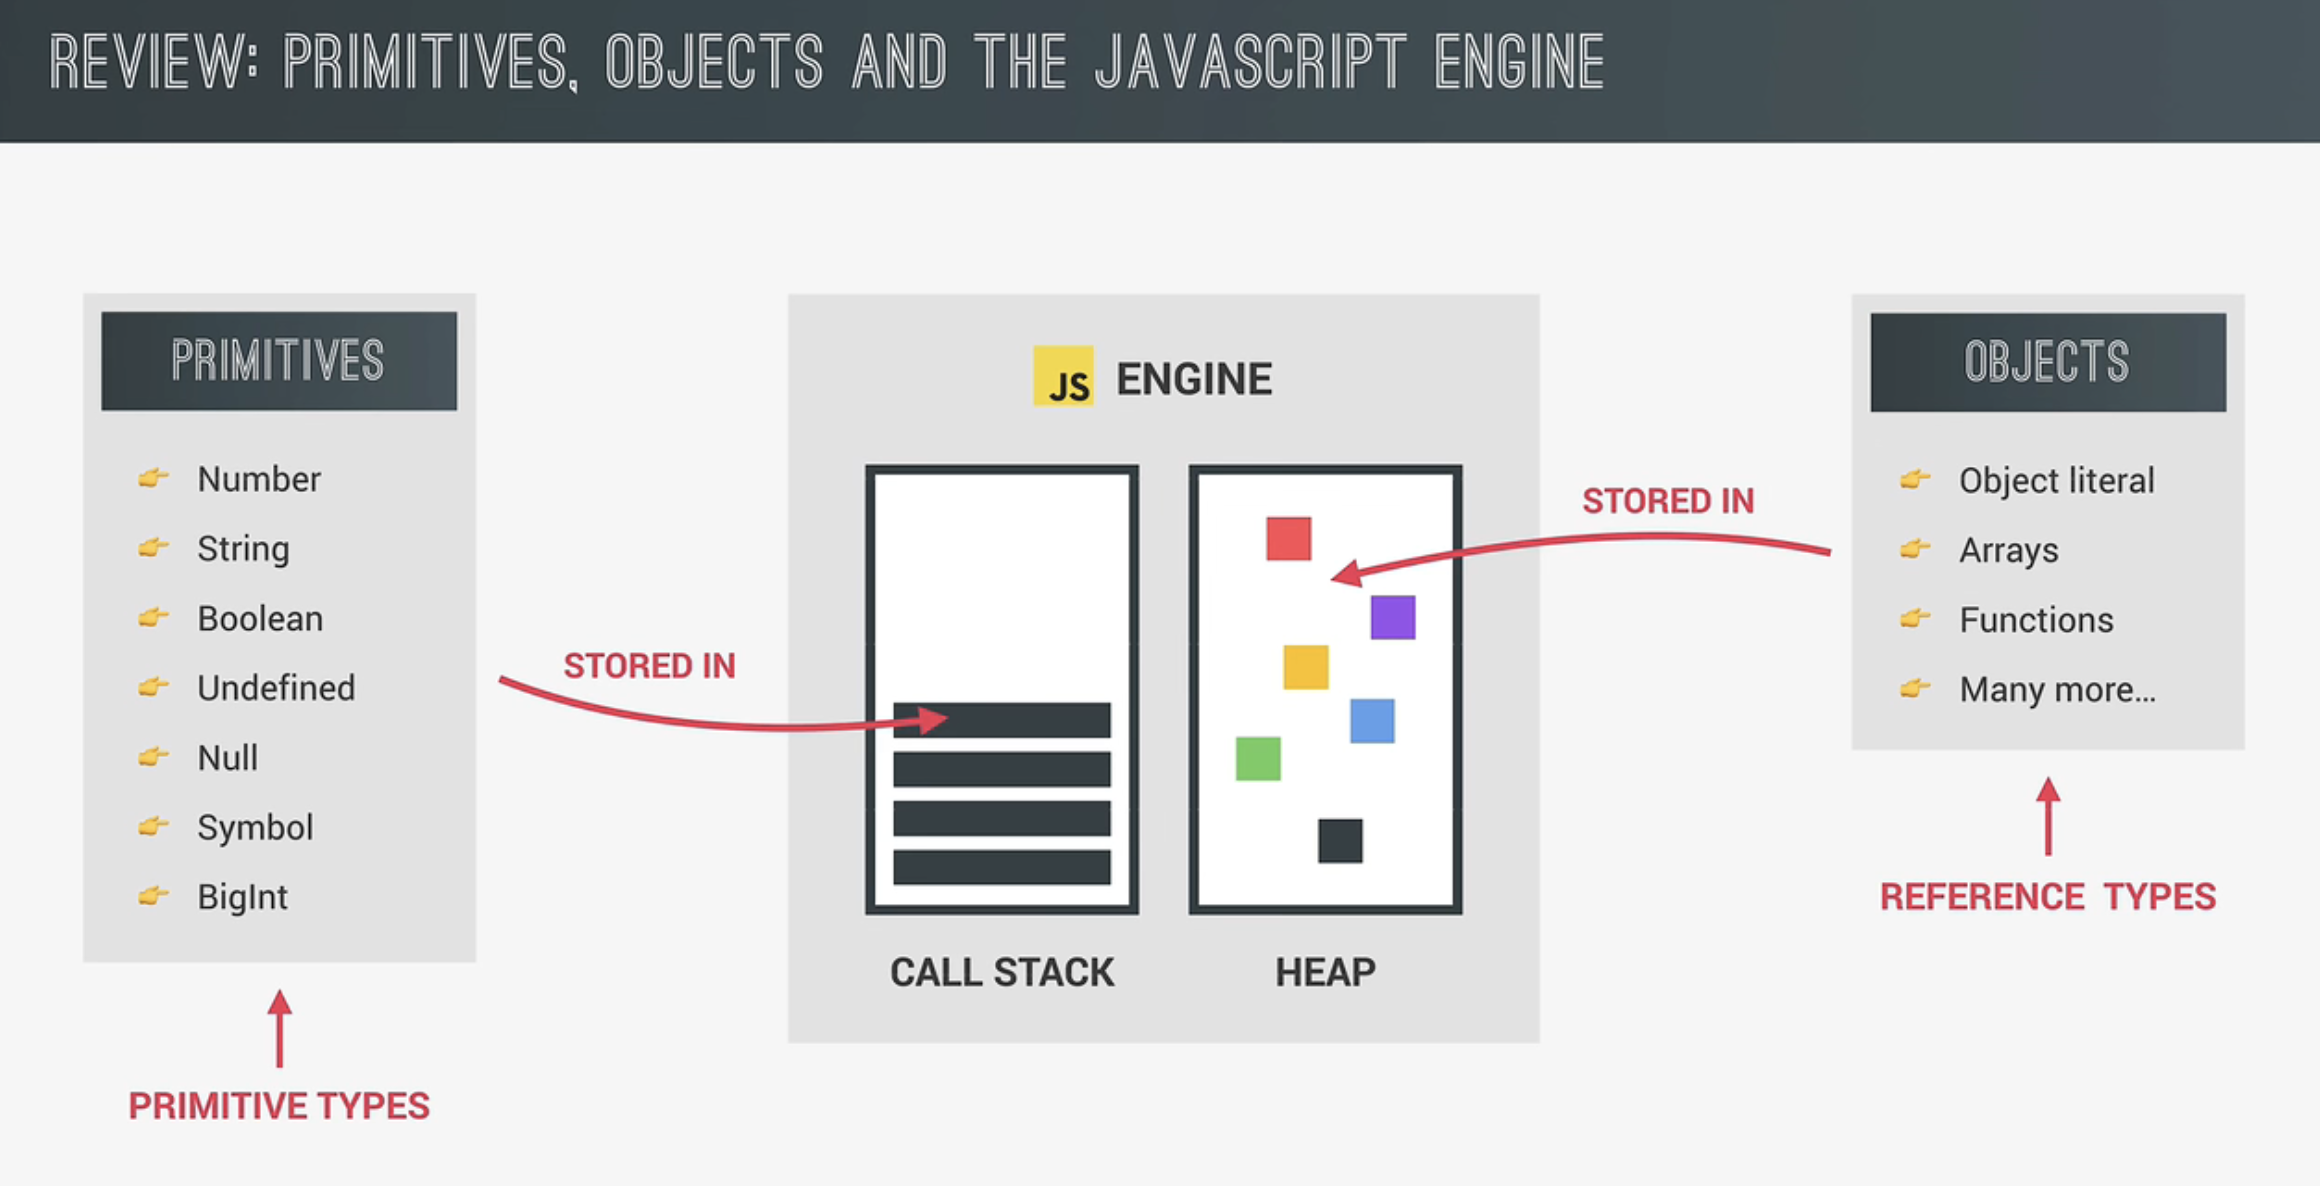 REVIEW: PRIMITIVES, OBJECTS AND THE JAVASCRIPT ENGINE
PRIMITIVES
👉 Number
👉 String
👉 Boolean
👉 Undefined
👉 Null
👉 Symbol
👉 BigInt
PRIMITIVE TYPES
STORED IN
JS ENGINE
CALL STACK
HEAP
STORED IN
OBJECTS
👉 Object literal
👉 Arrays
👉 Functions
👉 Many more...
REFERENCE TYPES